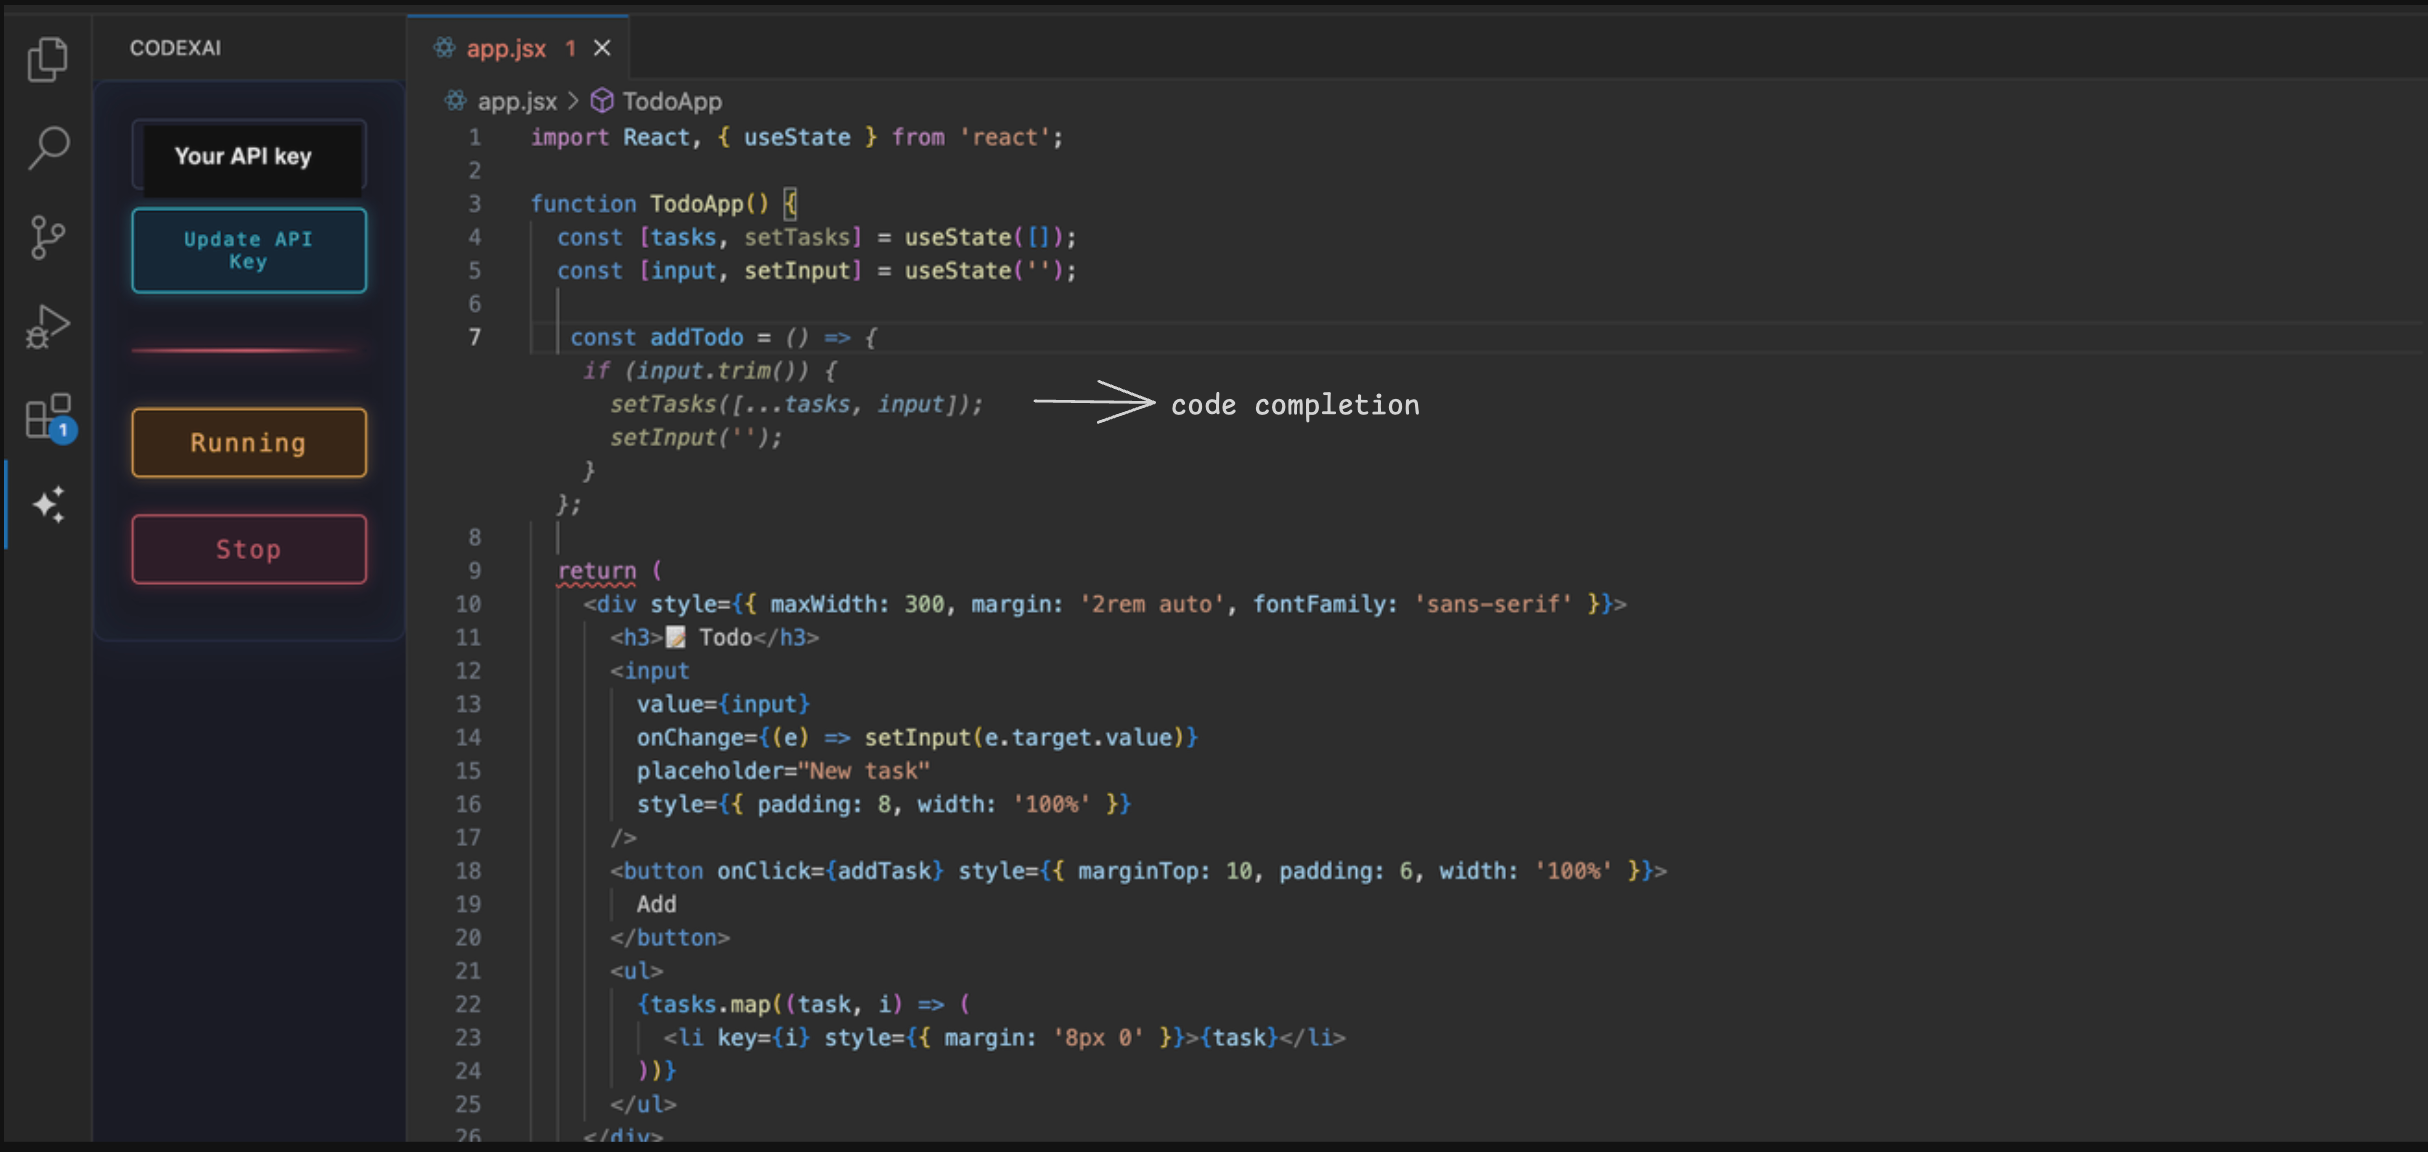 CODEXAI
Your API key
Update API
Key
Running
Stop
1
app.jsx 1
app.jsx > TodoApp
1 import React, { useState } from 'react';
2
3 function TodoApp() {
4 const [tasks, setTasks] = useState([]);
5 const [input, setInput] = useState('');
6
7 const addTodo = () => {
if (input.trim()) {
setTasks([...tasks, input]);
setInput('');
}
};
code completion
8
9 return (
10 <div style={{ maxWidth: 300, margin: '2rem auto', fontFamily: 'sans-serif' }}>
11 <h3>📝 Todo</h3>
12 <input
13 value={input}
14 onChange={(e) => setInput(e.target.value)}
15 placeholder="New task"
16 style={{ padding: 8, width: '100%' }}
17 />
18 <button onClick={addTask} style={{ marginTop: 10, padding: 6, width: '100%' }}>
19 Add
20 </button>
21 <ul>
22 {tasks.map((task, i) => (
23 <li key={i} style={{ margin: '8px 0' }}>{task}</li>
24 ))}
25 </ul>
26 </div>